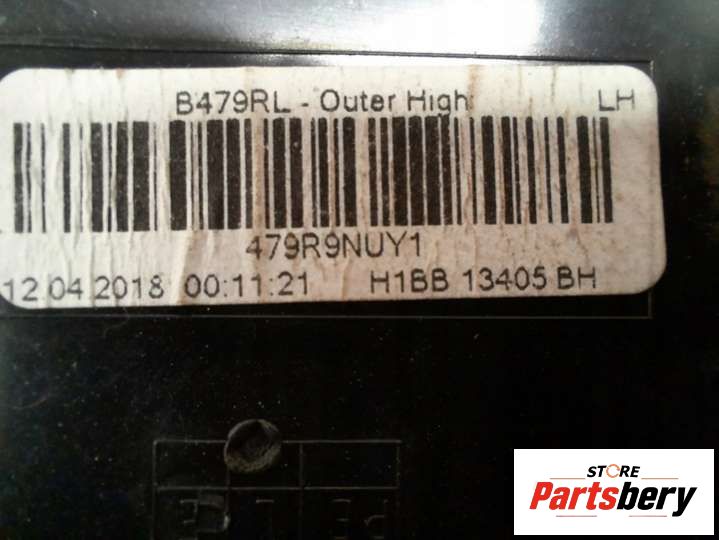 B479RL - Outer High LH
479R9NUY1
12 04 2018 00:11:21 H1BB 13405 BH
STORE
Partsbery